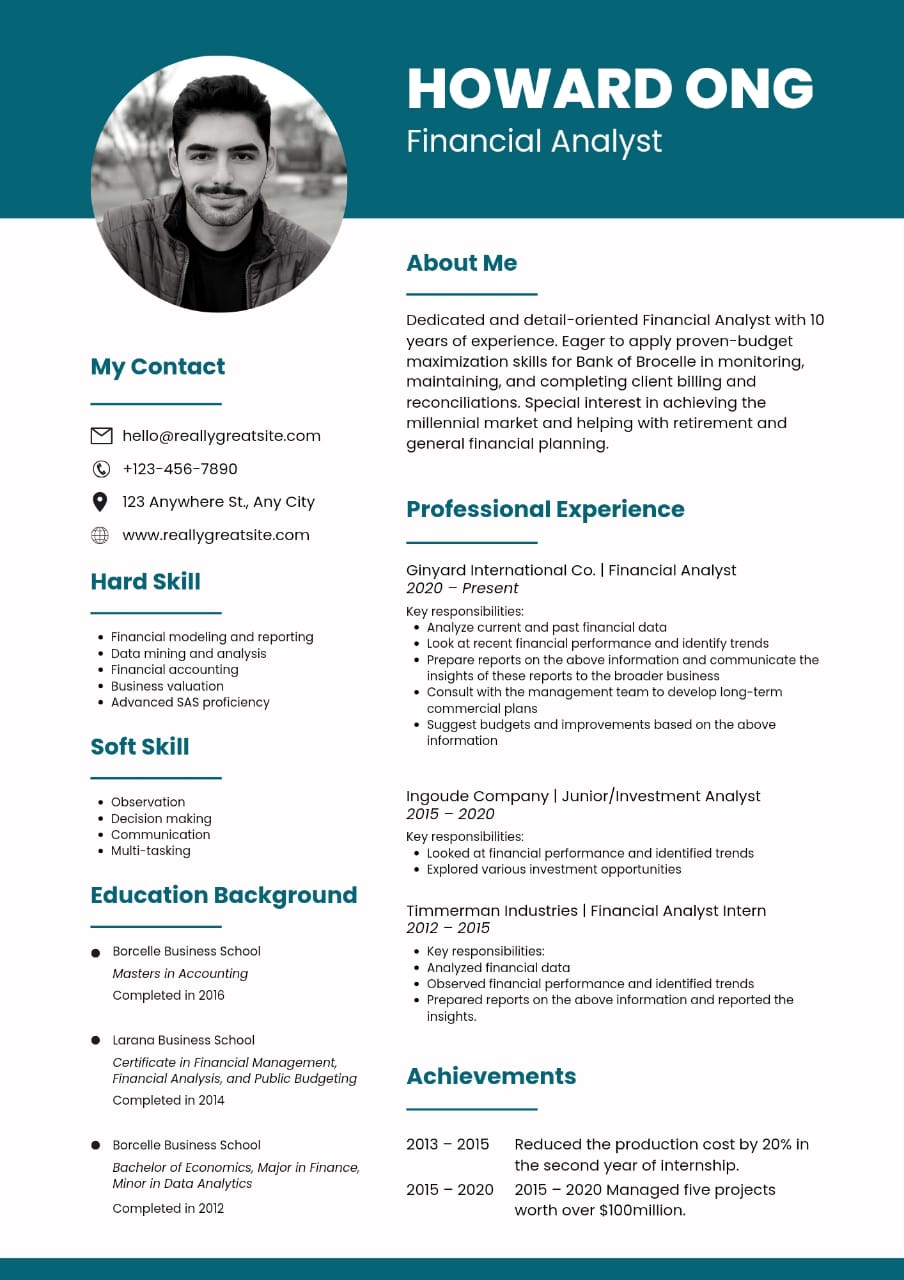 HOWARD ONG
Financial Analyst
My Contact
hello@reallygreatsite.com
+123-456-7890
123 Anywhere St., Any City
www.reallygreatsite.com
Hard Skill
• Financial modeling and reporting
• Data mining and analysis
• Financial accounting
• Business valuation
• Advanced SAS proficiency
Soft Skill
• Observation
• Decision making
• Communication
• Multi-tasking
Education Background
• Borcelle Business School
Masters in Accounting
Completed in 2016
• Larana Business School
Certificate in Financial Management,
Financial Analysis, and Public Budgeting
Completed in 2014
• Borcelle Business School
Bachelor of Economics, Major in Finance,
Minor in Data Analytics
Completed in 2012
About Me
Dedicated and detail-oriented Financial Analyst with 10
years of experience. Eager to apply proven-budget
maximization skills for Bank of Brocelle in monitoring,
maintaining, and completing client billing and
reconciliations. Special interest in achieving the
millennial market and helping with retirement and
general financial planning.
Professional Experience
Ginyard International Co. | Financial Analyst
2020 – Present
Key responsibilities:
• Analyze current and past financial data
• Look at recent financial performance and identify trends
• Prepare reports on the above information and communicate the
insights of these reports to the broader business
• Consult with the management team to develop long-term
commercial plans
• Suggest budgets and improvements based on the above
information
Ingoude Company | Junior/Investment Analyst
2015 – 2020
Key responsibilities:
• Looked at financial performance and identified trends
• Explored various investment opportunities
Timmerman Industries | Financial Analyst Intern
2012 – 2015
• Key responsibilities:
• Analyzed financial data
• Observed financial performance and identified trends
• Prepared reports on the above information and reported the
insights.
Achievements
2013 – 2015 Reduced the production cost by 20% in
the second year of internship.
2015 – 2020 2015 – 2020 Managed five projects
worth over $100million.